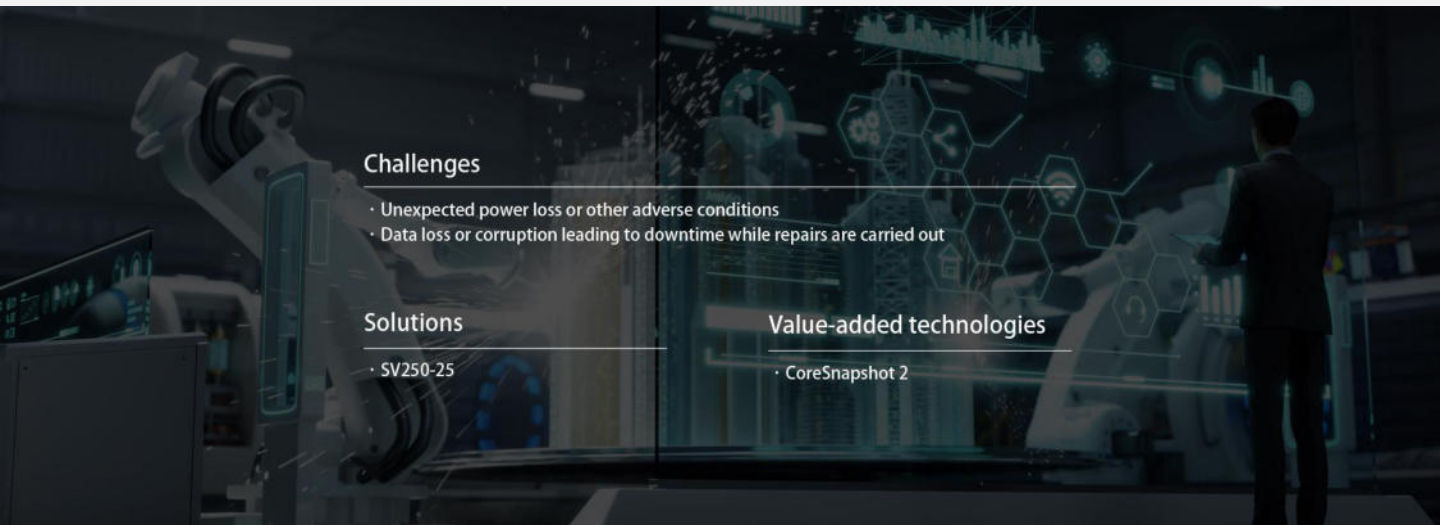 Challenges
· Unexpected power loss or other adverse conditions
· Data loss or corruption leading to downtime while repairs are carried out
Solutions
· SV250-25
Value-added technologies
· CoreSnapshot 2